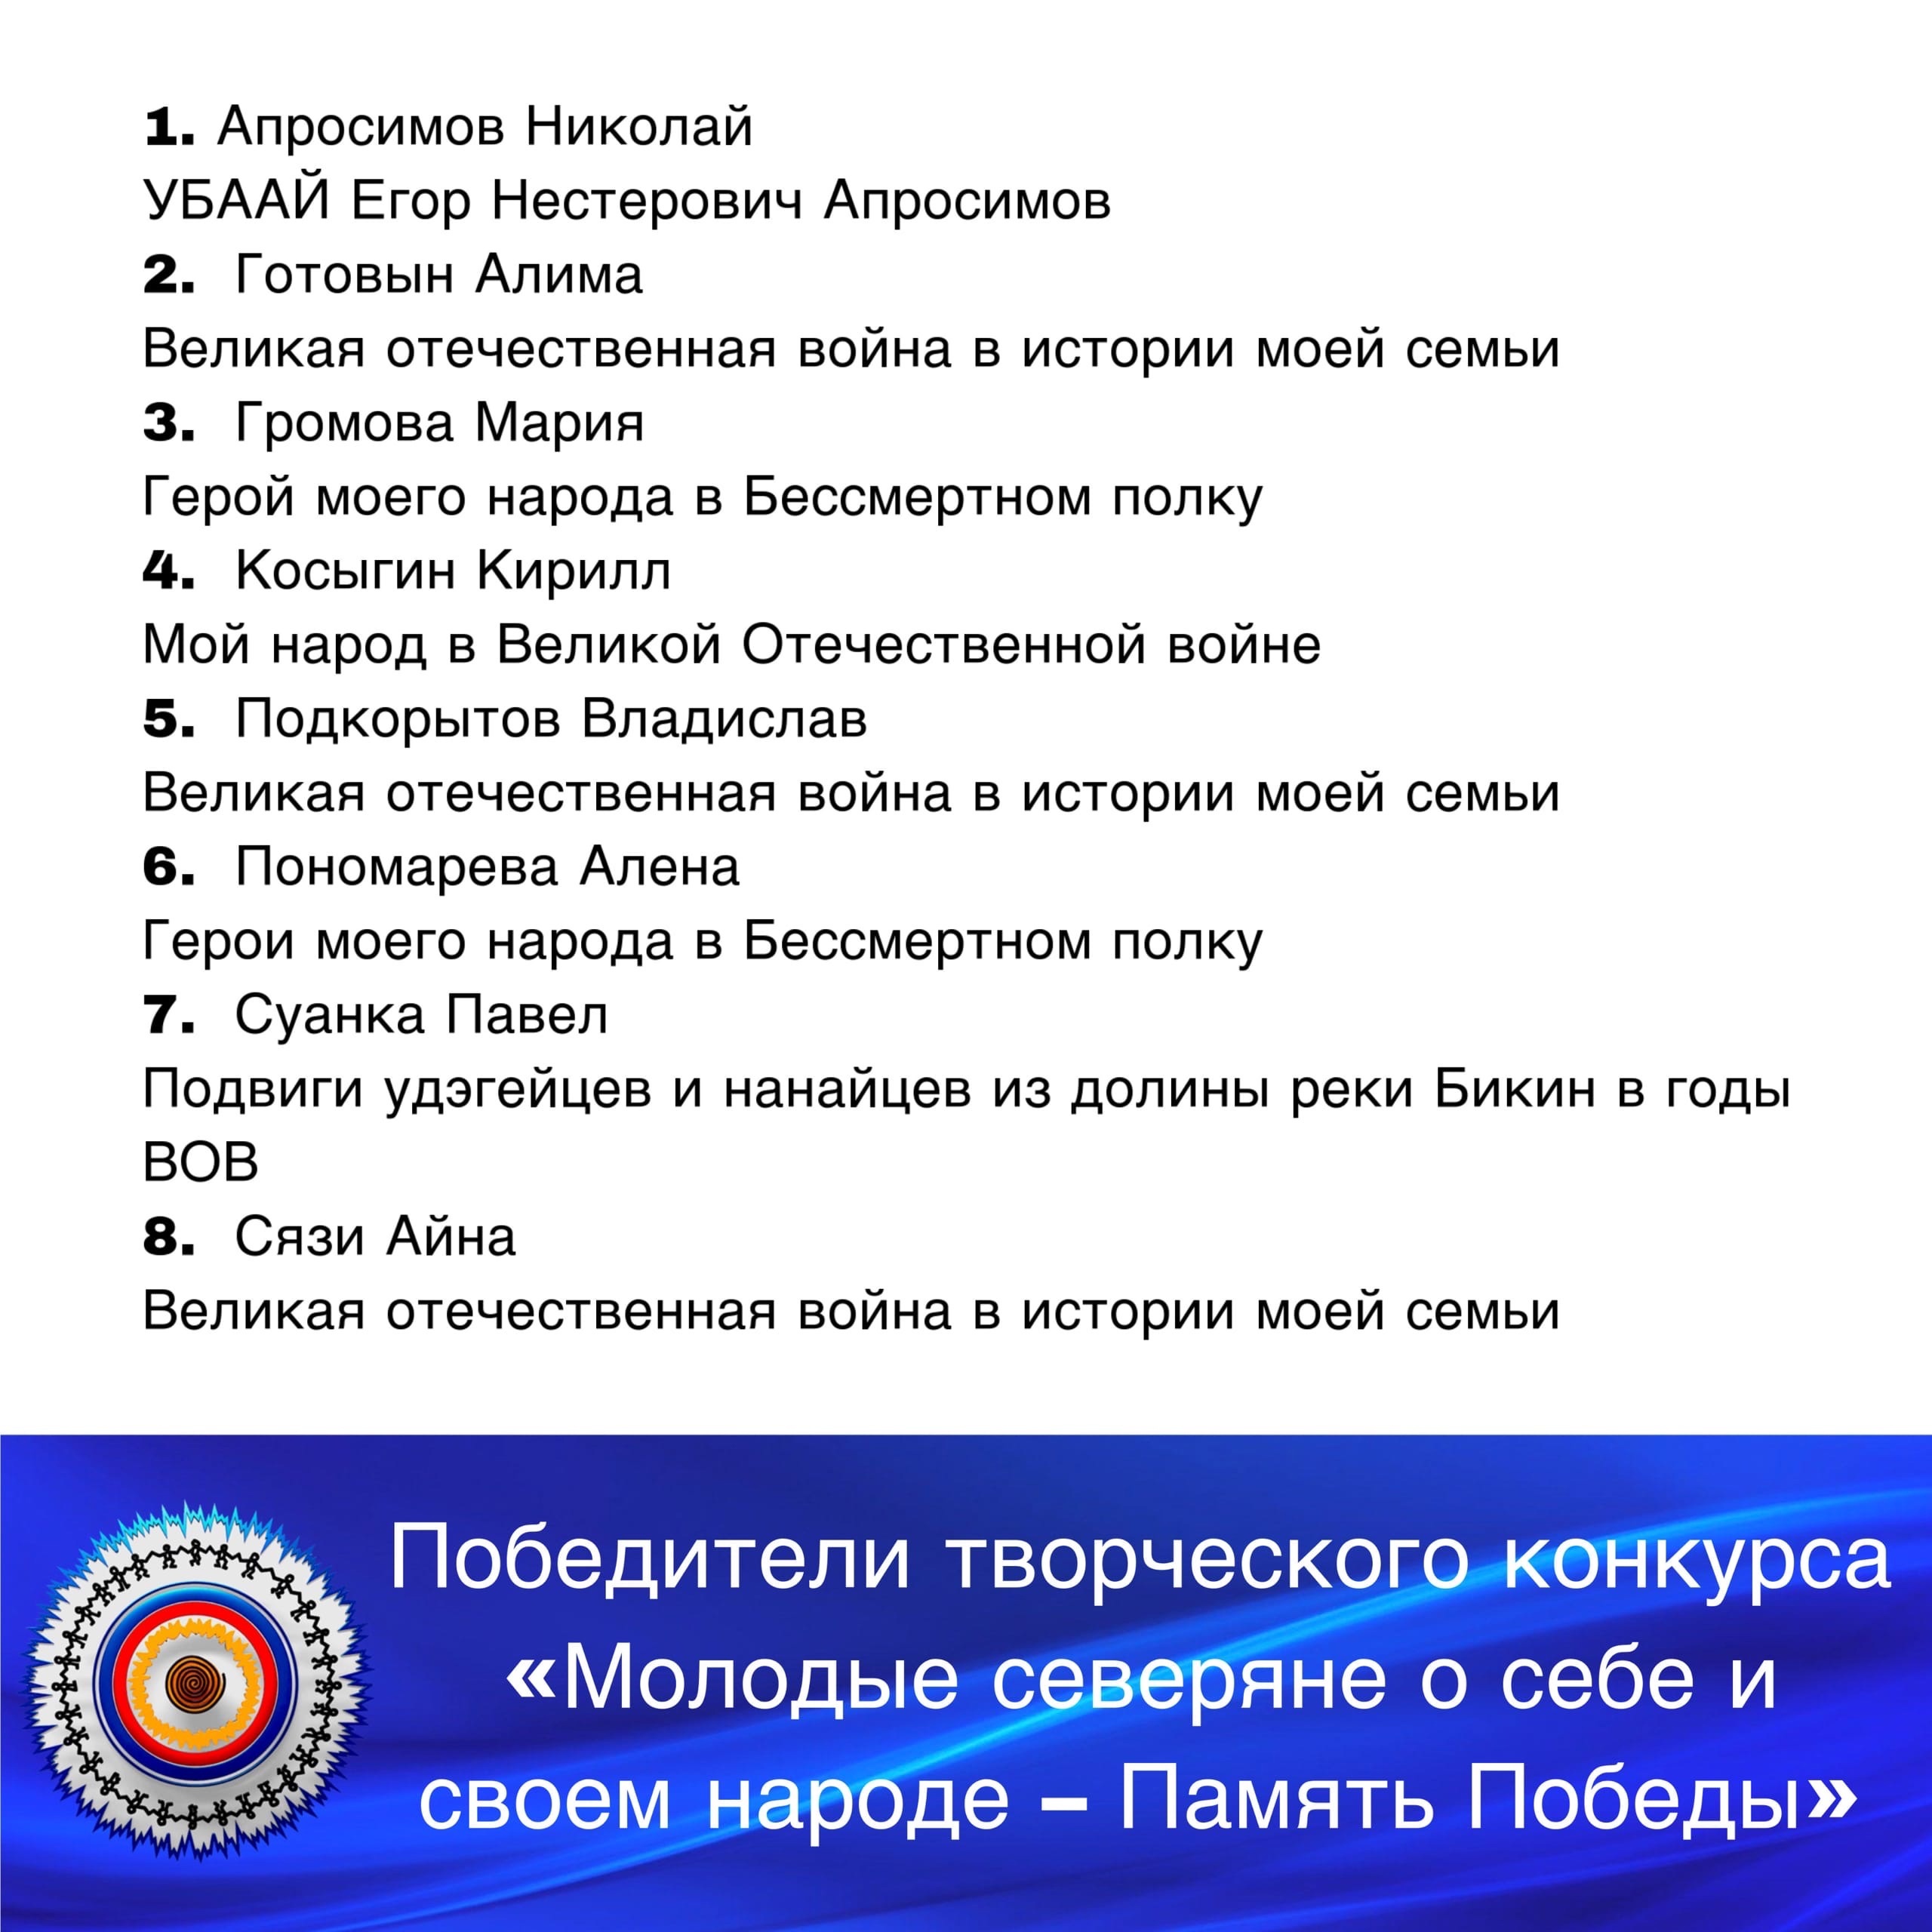 1. Апросимов Николай
УБААЙ Егор Нестерович Апросимов
2. Готовын Алима
Великая отечественная война в истории моей семьи
3. Громова Мария
Герой моего народа в Бессмертном полку
4. Косыгин Кирилл
Мой народ в Великой Отечественной войне
5. Подкорытов Владислав
Великая отечественная война в истории моей семьи
6. Пономарева Алена
Герои моего народа в Бессмертном полку
7. Суанка Павел
Подвиги удэгейцев и нанайцев из долины реки Бикин в годы
ВОВ
8. Сязи Айна
Великая отечественная война в истории моей семьи
Победители творческого конкурса
«Молодые северяне о себе и
своем народе – Память Победы»